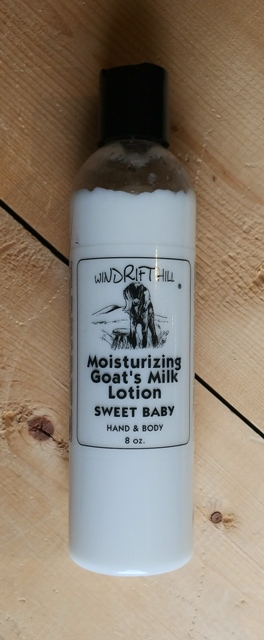 WINDRIFT HILL ®
Moisturizing
Goat's Milk
Lotion
SWEET BABY
HAND & BODY
8 oz.